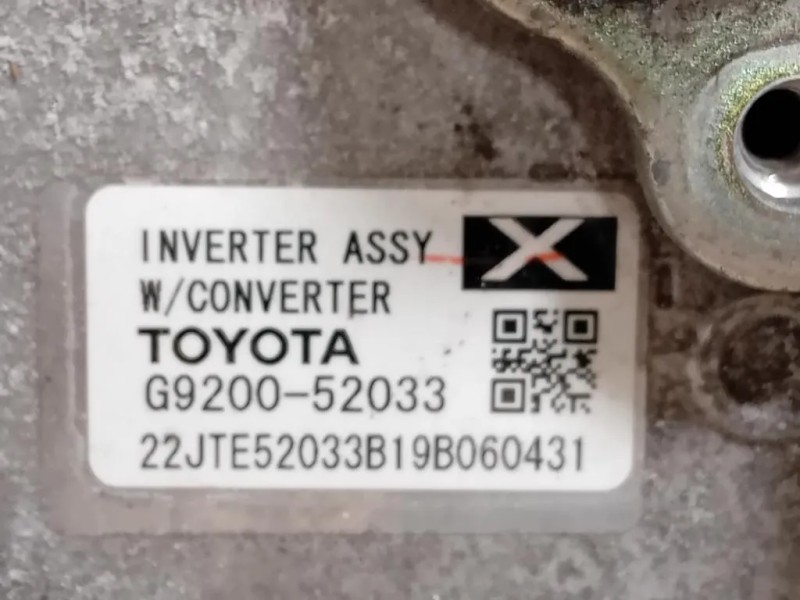 INVERTER ASSY X
W/CONVERTER
TOYOTA
G9200-52033
22JTE52033B19B060431